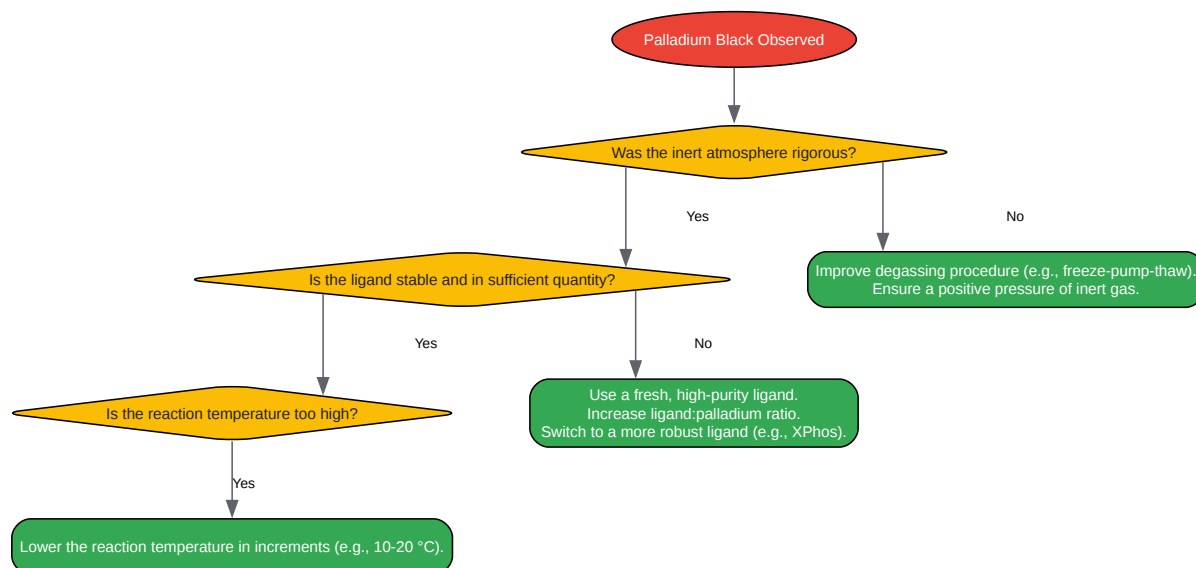 Palladium Black Observed
Was the inert atmosphere rigorous?
Yes
No
Is the ligand stable and in sufficient quantity?
Improve degassing procedure (e.g., freeze-pump-thaw).
Ensure a positive pressure of inert gas.
Yes
No
Is the reaction temperature too high?
Use a fresh, high-purity ligand.
Increase ligand:palladium ratio.
Switch to a more robust ligand (e.g., XPhos).
Yes
Lower the reaction temperature in increments (e.g., 10-20 °C).